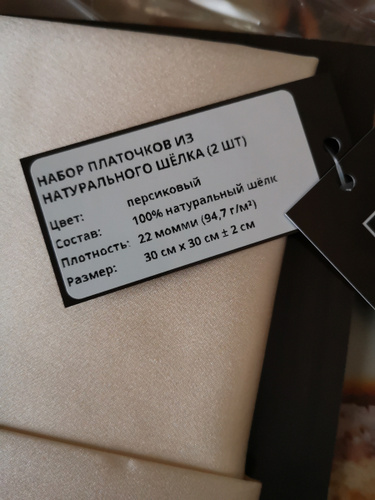 НАБОР ПЛАТОЧКОВ ИЗ
НАТУРАЛЬНОГО ШЁЛКА (2 ШТ)
Цвет: персиковый
Состав: 100% натуральный шёлк
Плотность: 22 момми (94,7 г/м²)
Размер: 30 см х 30 см ± 2 см